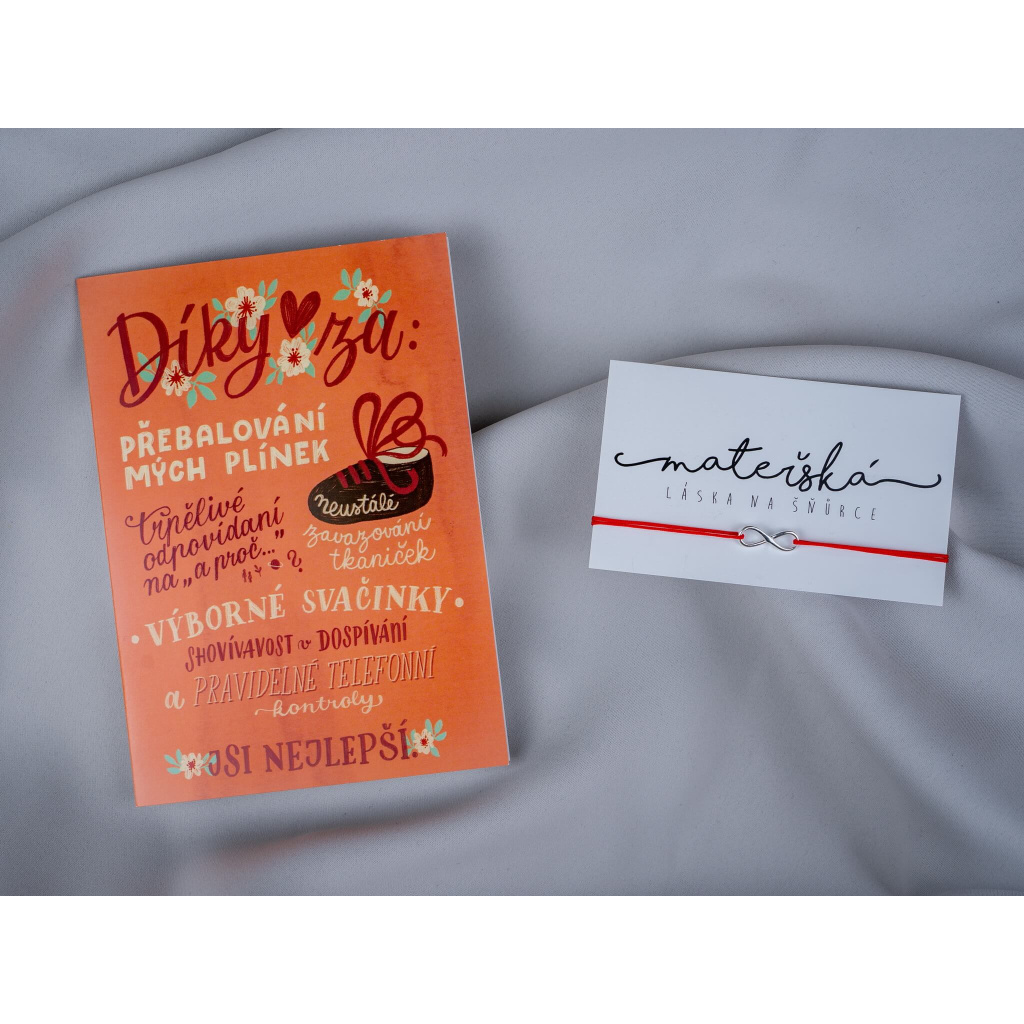 Díky za:
PŘEBALOVÁNÍ
MÝCH PLÍNEK
Trpělivé
odpovídaní
na „a proč..."
?
neustálé
zavazování
tkaniček
• VÝBORNÉ SVAČINKY •
SHOVÍVAVOST v DOSPÍVÁNÍ
a PRAVIDELNÉ TELEFONNÍ
kontroly
JSI NEJLEPŠÍ.
mateřská
LÁSKA NA ŠŇŮRCE